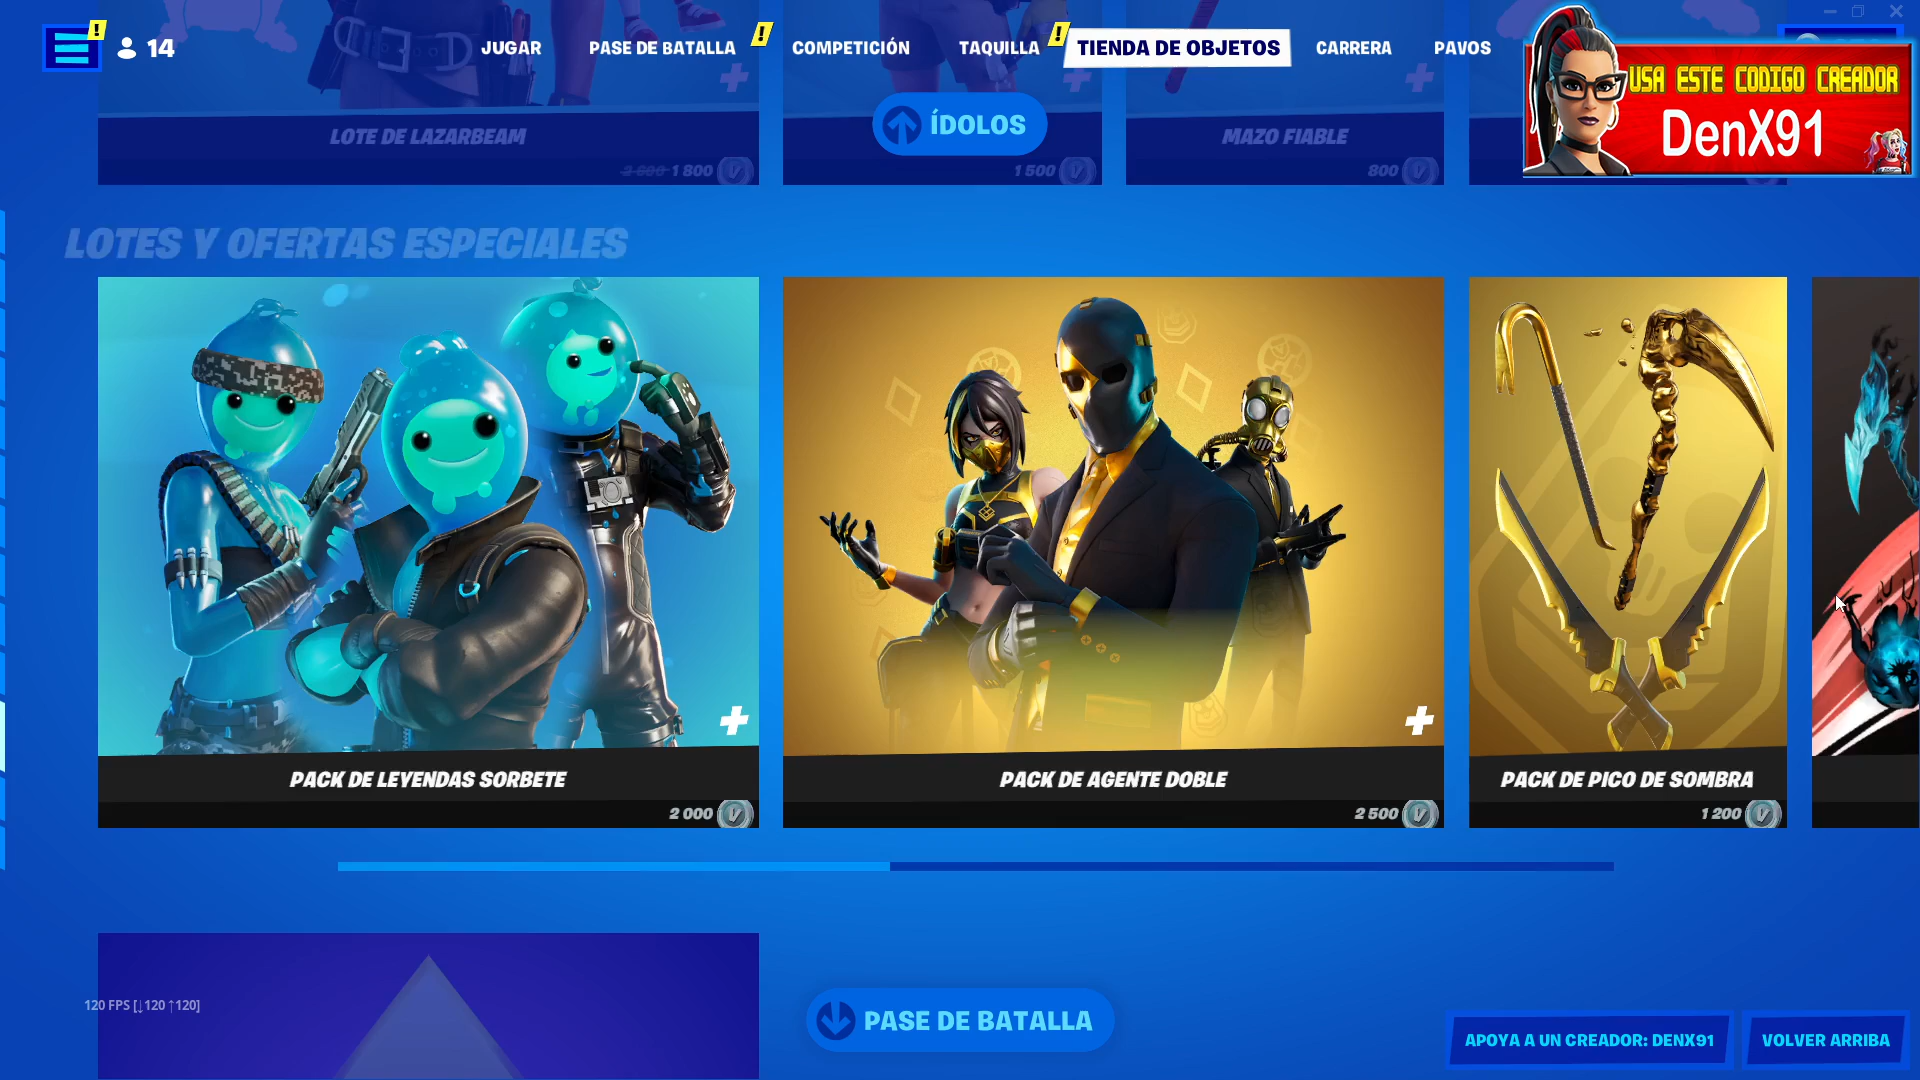 14
JUGAR
PASE DE BATALLA
!
COMPETICIÓN
TAQUILLA
!
TIENDA DE OBJETOS
CARRERA
PAVOS
USA ESTE CODIGO CREADOR
DenX91
ÍDOLOS
LOTE DE LAZARBEAM
2 600 1 800
1 500
MAZO FIABLE
800
LOTES Y OFERTAS ESPECIALES
PACK DE LEYENDAS SORBETE
2 000
PACK DE AGENTE DOBLE
2 500
PACK DE PICO DE SOMBRA
1 200
120 FPS [↓120 ↑120]
PASE DE BATALLA
APOYA A UN CREADOR: DENX91
VOLVER ARRIBA